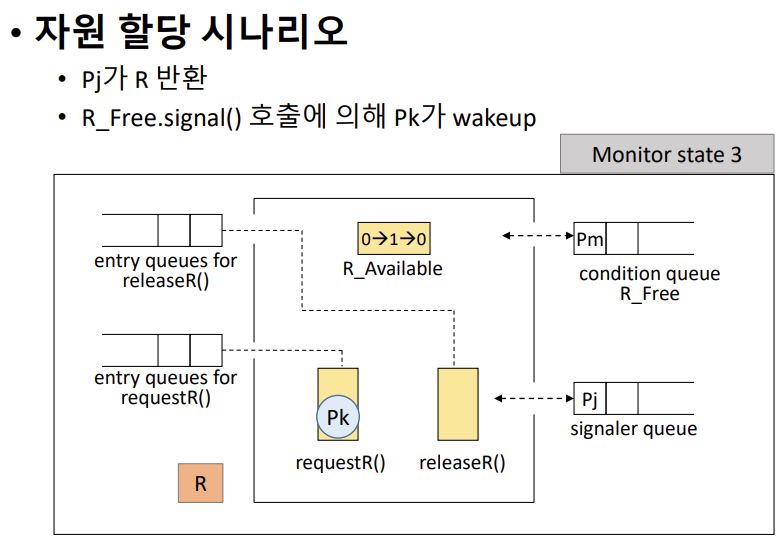 • 자원 할당 시나리오
• Pj가 R 반환
• R_Free.signal() 호출에 의해 Pk가 wakeup
Monitor state 3
entry queues for
releaseR()
0→1→0
R_Available
Pm
condition queue
R_Free
entry queues for
requestR()
Pk
requestR()
releaseR()
Pj
signaler queue
R